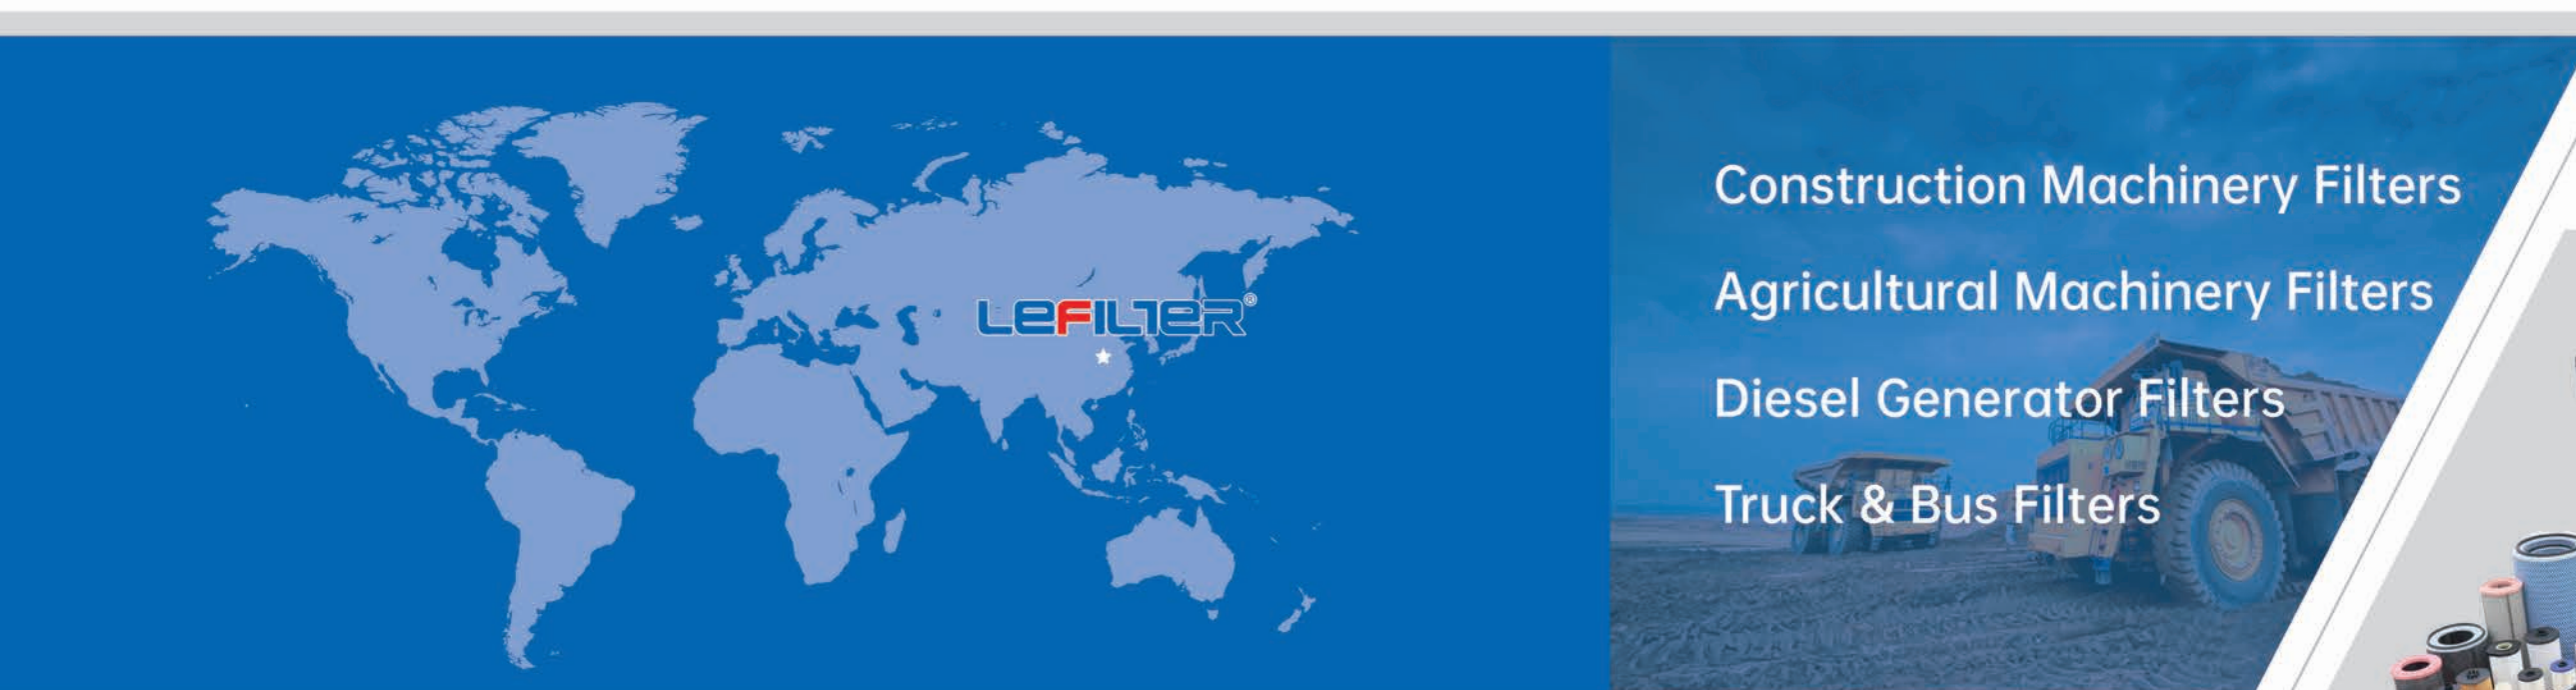 LEFILTER®
Construction Machinery Filters
Agricultural Machinery Filters
Diesel Generator Filters
Truck & Bus Filters